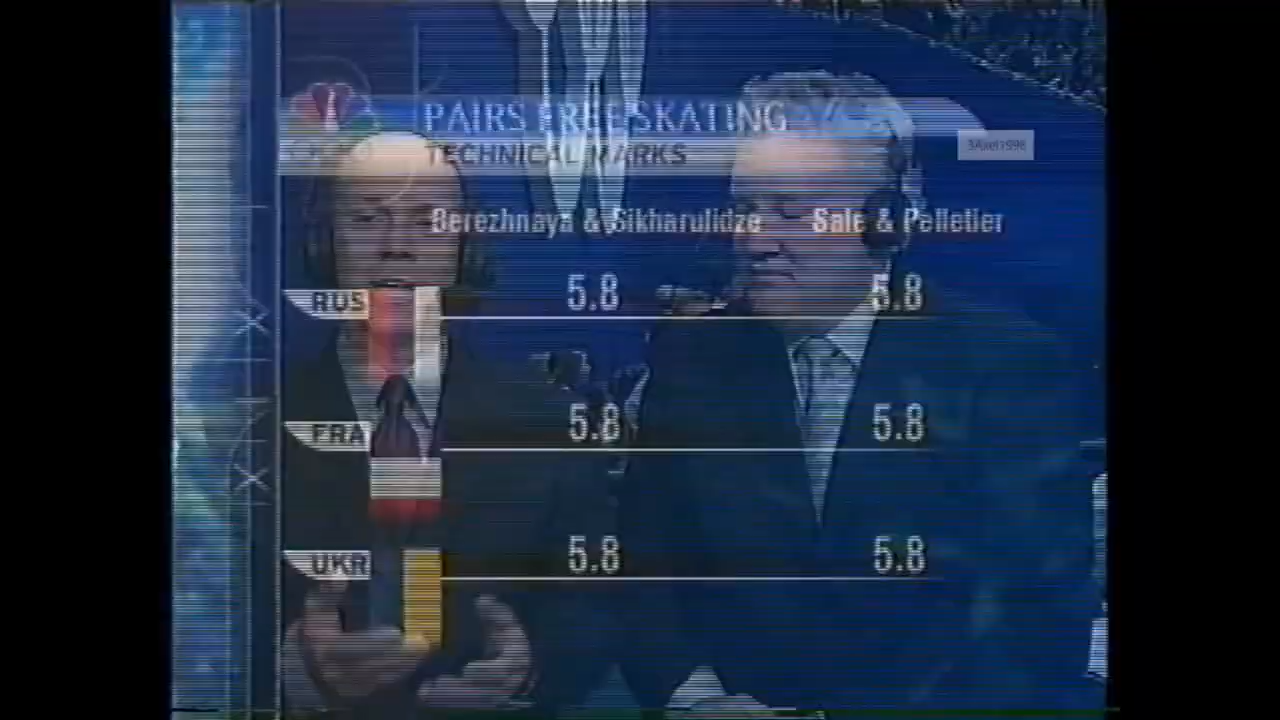 PAIRS FREE SKATING
TECHNICAL MARKS
3Axel1996
Berezhnaya & Sikharulidze Sale & Pelletier
RUS 5.8 5.8
FRA 5.8 5.8
UKR 5.8 5.8